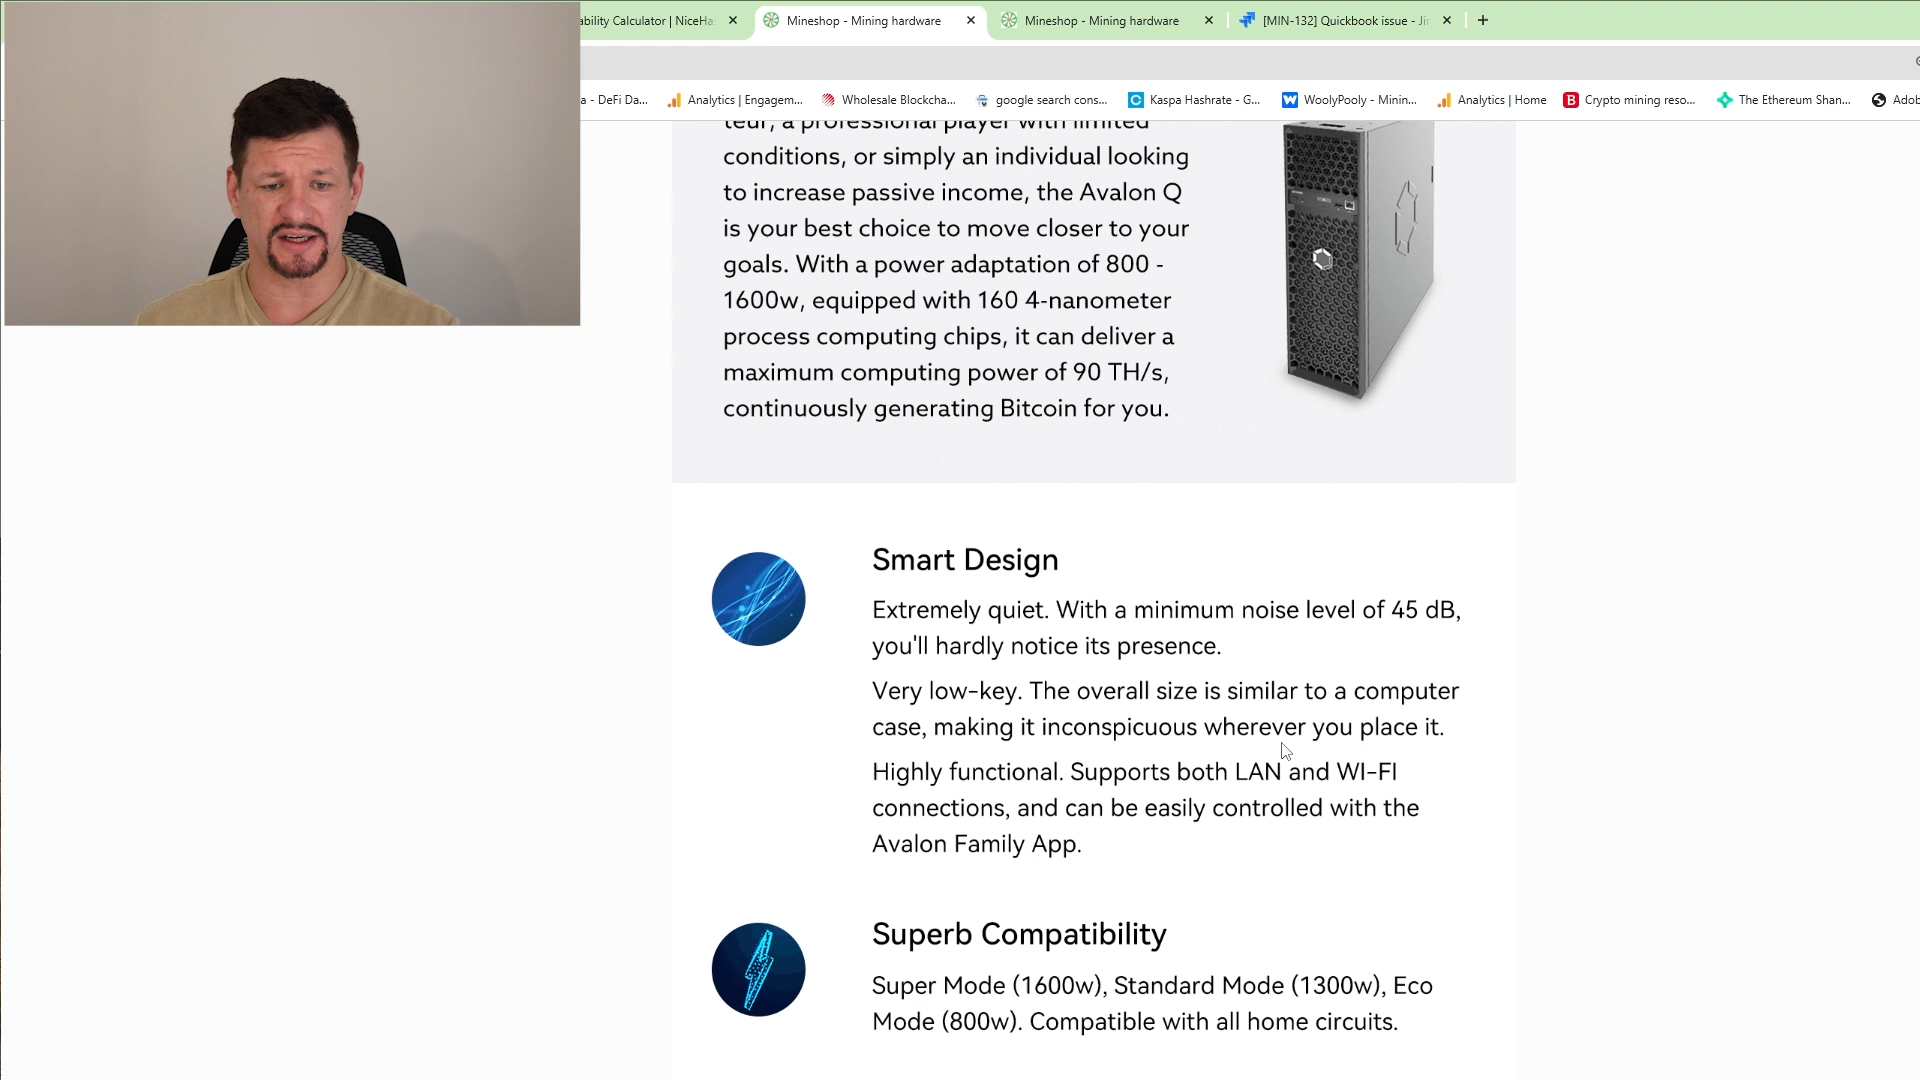 ability Calculator | NiceHa
Mineshop - Mining hardware
Mineshop - Mining hardware
[MIN-132] Quickbook issue - Ji
a - DeFi Da...
Analytics | Engagem...
Wholesale Blockcha...
google search cons...
Kaspa Hashrate - G...
WoolyPooly - Minin...
Analytics | Home
Crypto mining reso...
The Ethereum Shan...
Adob
teur, a professional player with limited
conditions, or simply an individual looking
to increase passive income, the Avalon Q
is your best choice to move closer to your
goals. With a power adaptation of 800 -
1600w, equipped with 160 4-nanometer
process computing chips, it can deliver a
maximum computing power of 90 TH/s,
continuously generating Bitcoin for you.
Smart Design
Extremely quiet. With a minimum noise level of 45 dB,
you'll hardly notice its presence.
Very low-key. The overall size is similar to a computer
case, making it inconspicuous wherever you place it.
Highly functional. Supports both LAN and WI-FI
connections, and can be easily controlled with the
Avalon Family App.
Superb Compatibility
Super Mode (1600w), Standard Mode (1300w), Eco
Mode (800w). Compatible with all home circuits.